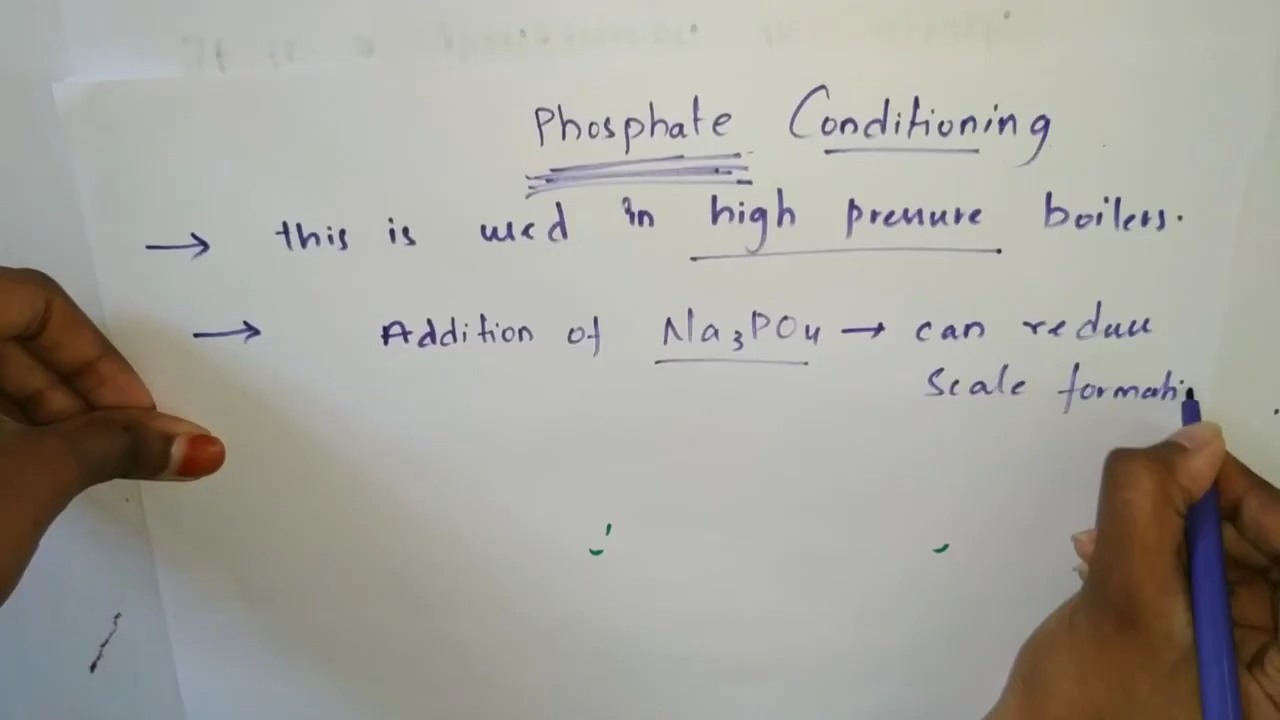 Phosphate Conditioning
→ this is used in high pressure boilers.
→ Addition of Na₃PO₄ → can reduce
scale formati